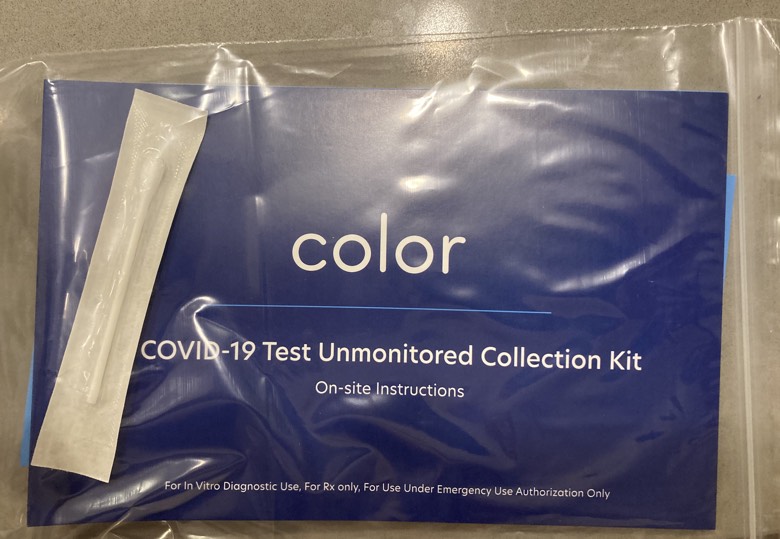 color
COVID-19 Test Unmonitored Collection Kit
On-site Instructions
For In Vitro Diagnostic Use, For Rx only, For Use Under Emergency Use Authorization Only